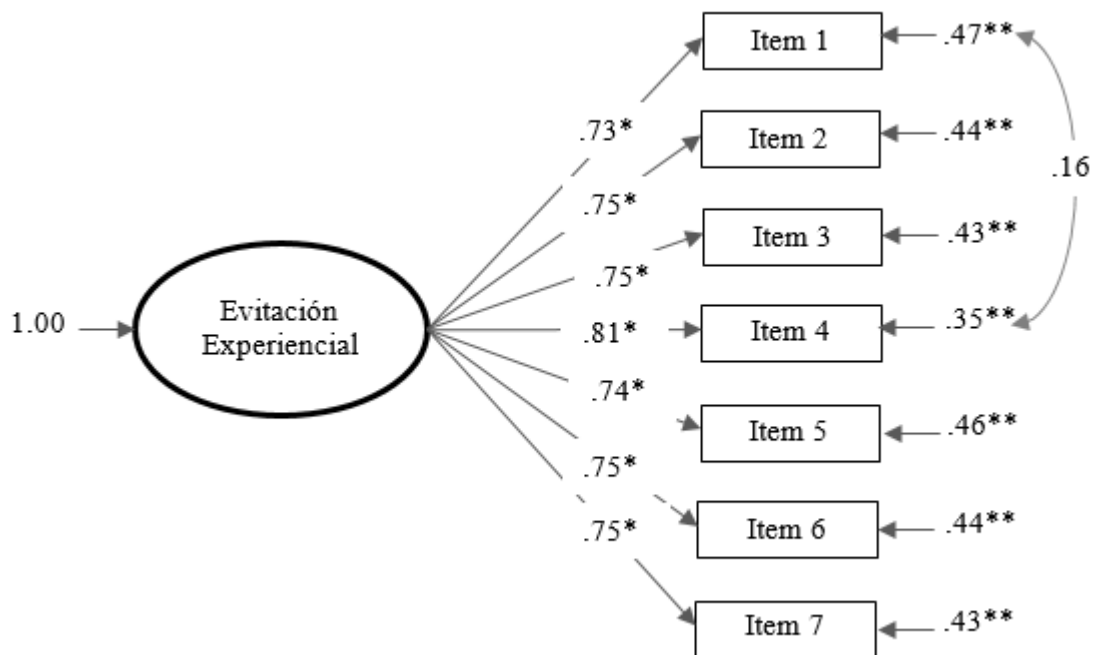 Item 1
.47**
.73*
Item 2
.44**
.16
.75*
Item 3
.43**
.75*
1.00
Evitación
Experiencial
.81*
Item 4
.35**
.74*
Item 5
.46**
.75*
Item 6
.44**
.75*
Item 7
.43**